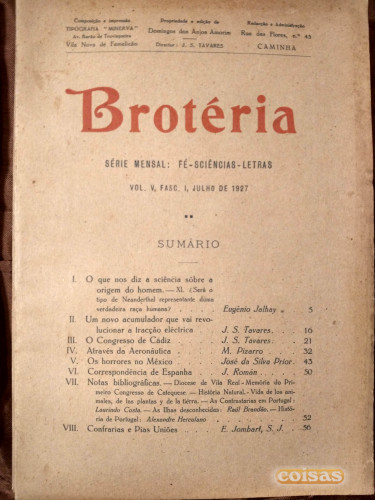 Composição e impressão
TIPOGRAFIA "MINERVA"
Av. Barão de Trovisqueira
Vila Nova de Famalicão
Propriedade e edição de
Domingos dos Anjos Amorim
Director: J. S. TAVARES
Redacção e Administração
Rua das Flores, n.º 45
CAMINHA
Brotéria
SÉRIE MENSAL: FÉ-SCIÊNCIAS-LETRAS
VOL. V, FASC. I, JULHO DE 1927
SUMÁRIO
I. O que nos diz a sciência sôbre a
origem do homem. — XI. ¿Será o
tipo de Neanderthal representante duma
verdadeira raça humana? . . . Eugénio Jalhay 5
II. Um novo acumulador que vai revo-
lucionar a tracção eléctrica . . J. S. Tavares . . 16
III. O Congresso de Cádiz . . . J. S. Tavares . . 21
IV. Através da Aeronáutica . . . M. Pizarro . . 32
V. Os horrores no México . . . José da Silva Prior . 43
VI. Correspondência de Espanha . . J. Román . . . 50
VII. Notas bibliográficas. — Diocese de Vila Real-Memória do Pri-
meiro Congresso de Catequese — História Natural. - Vida de los ani-
males, de las plantas y de la tierra. — As Confrastarias em Portugal:
Laurindo Costa. — As Ilhas desconhecidas: Raúl Brandão. — Histó-
ria de Portugal: Alexandre Herculano . . . 52
VIII. Confrarias e Pias Uniões . . . E. Jombart, S. J. . 56
coisas